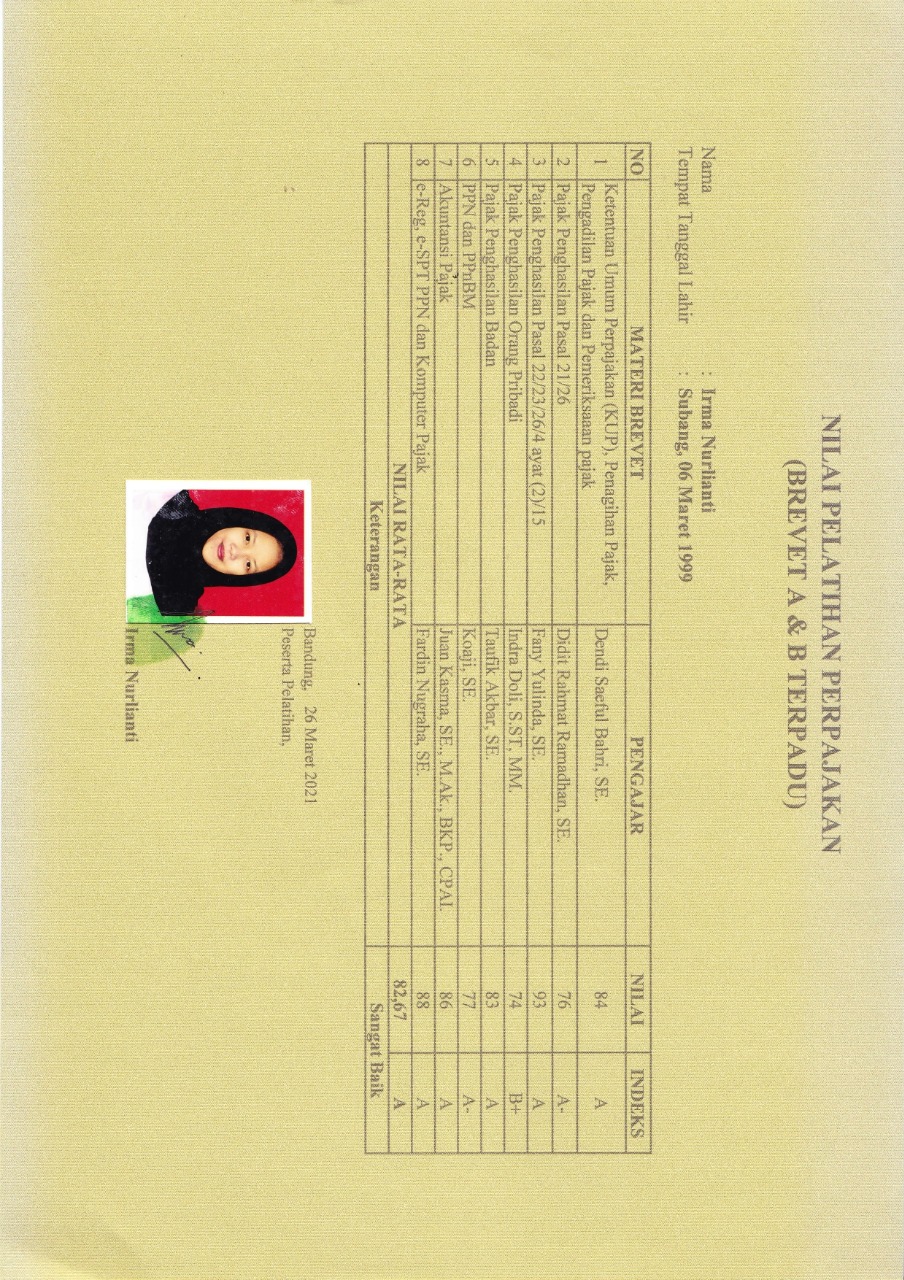 NILAI PELATIHAN PERPAJAKAN
(BREVET A & B TERPADU)
Nama : Irma Nurlianti
Tempat Tanggal Lahir : Subang, 06 Maret 1999
NO MATERI BREVET PENGAJAR NILAI INDEKS
1 Ketentuan Umum Perpajakan (KUP), Penagihan Pajak, Dendi Saeful Bahri, SE. 84 A
Pengadilan Pajak dan Pemeriksaaan pajak
2 Pajak Penghasilan Pasal 21/26 Didit Rahmat Ramadhan, SE. 76 A-
3 Pajak Penghasilan Pasal 22/23/26/4 ayat (2)/15 Fany Yulinda, SE. 93 A
4 Pajak Penghasilan Orang Pribadi Indra Doli, S.ST, MM. 74 B+
5 Pajak Penghasilan Badan Taufik Akbar, SE. 83 A
6 PPN dan PPnBM Koaji, SE. 77 A-
7 Akuntansi Pajak Juan Kasma, SE., M.Ak., BKP., CPAI. 86 A
8 e-Reg, e-SPT PPN dan Komputer Pajak Fardin Nugraha, SE. 88 A
NILAI RATA-RATA 82,67 A
Keterangan Sangat Baik
Bandung, 26 Maret 2021
Peserta Pelatihan,
Irma Nurlianti